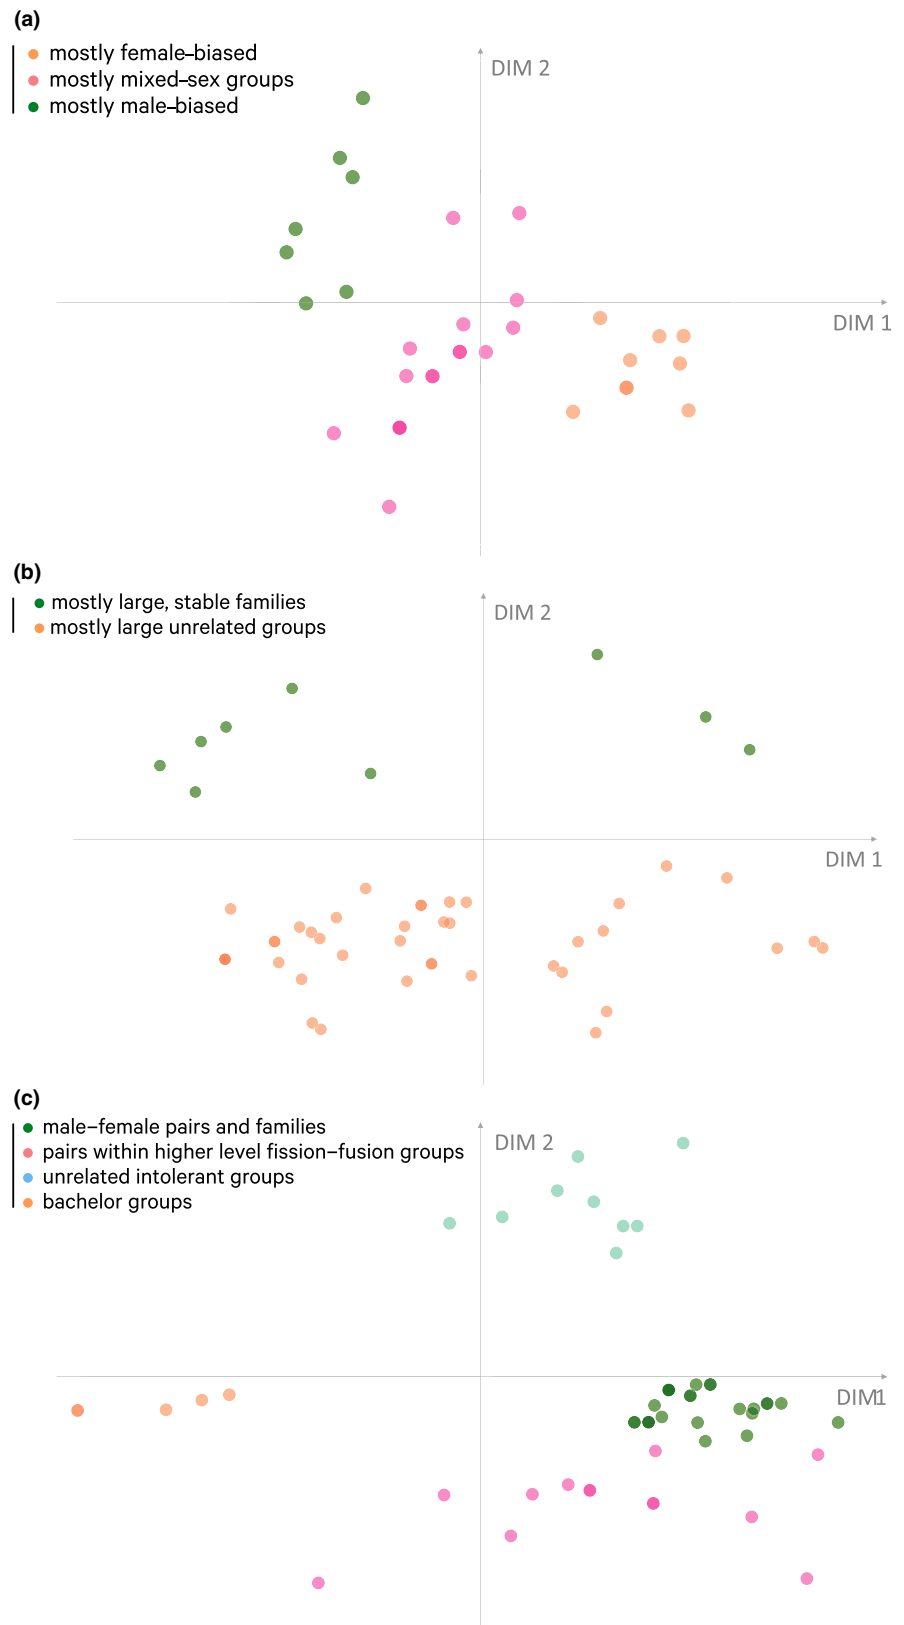 (a)
mostly female–biased
mostly mixed–sex groups
mostly male–biased
DIM 2
DIM 1
(b)
mostly large, stable families
mostly large unrelated groups
DIM 2
DIM 1
(c)
male–female pairs and families
pairs within higher level fission–fusion groups
unrelated intolerant groups
bachelor groups
DIM 2
DIM1